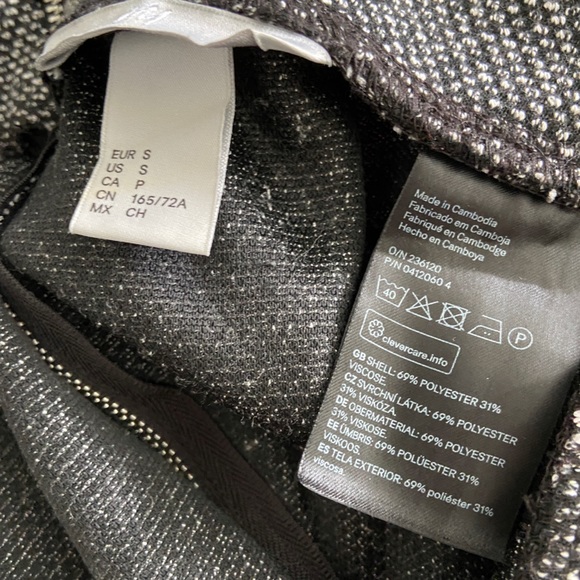 EUR S
US S
CA P
CN 165/72A
MX CH
Made in Cambodia
Fabricado em Camboja
Fabriqué en Cambodge
Hecho en Camboya
O/N 236120
P/N 0412060 4
40
P
clevercare.info
GB SHELL: 69% POLYESTER 31%
VISCOSE.
CZ SVRCHNI LÁTKA: 69% POLYESTER
31% VISKÓZA.
DE OBERMATERIAL: 69% POLYESTER
31% VISKOSE.
EE ÜMBRIS: 69% POLÜESTER 31%
VISKOOS.
ES TELA EXTERIOR: 69% poliéster 31%
viscosa.